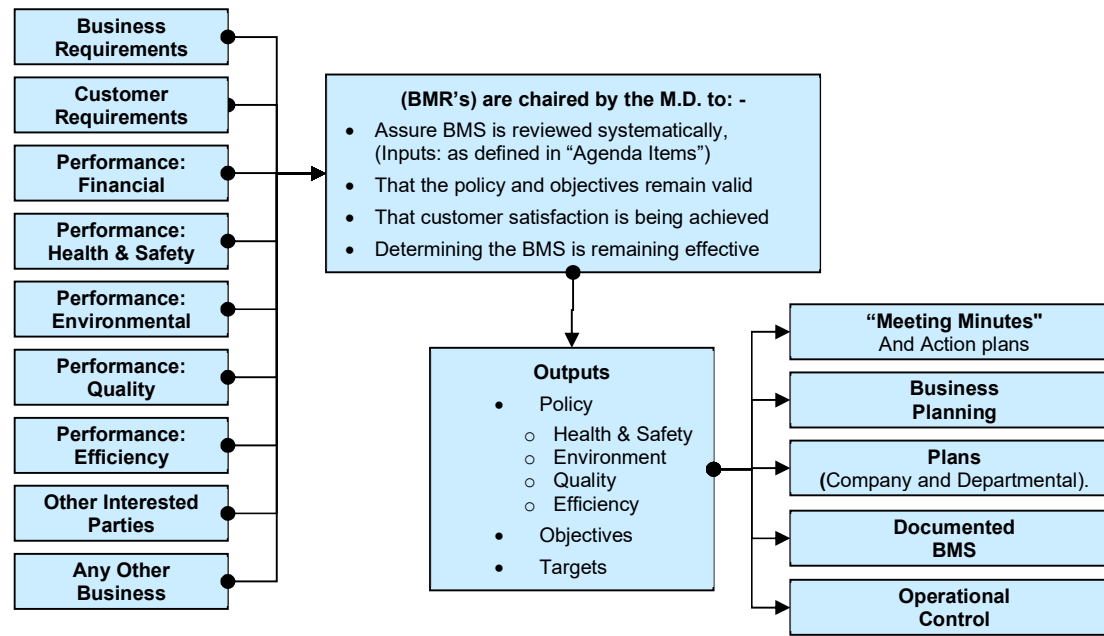 Business
Requirements
Customer
Requirements
Performance:
Financial
Performance:
Health & Safety
Performance:
Environmental
Performance:
Quality
Performance:
Efficiency
Other Interested
Parties
Any Other
Business
(BMR's) are chaired by the M.D. to: -
• Assure BMS is reviewed systematically,
(Inputs: as defined in “Agenda Items”)
• That the policy and objectives remain valid
• That customer satisfaction is being achieved
• Determining the BMS is remaining effective
Outputs
• Policy
o Health & Safety
o Environment
o Quality
o Efficiency
• Objectives
• Targets
“Meeting Minutes"
And Action plans
Business
Planning
Plans
(Company and Departmental).
Documented
BMS
Operational
Control